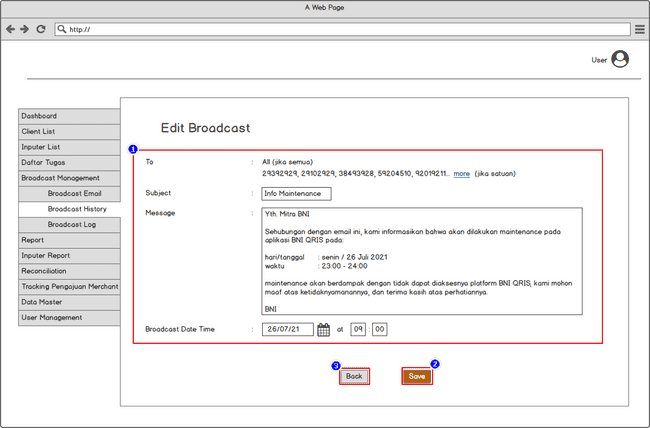 A Web Page
http://
User
Dashboard
Client List
Inputer List
Daftar Tugas
Broadcast Management
Broadcast Email
Broadcast History
Broadcast Log
Report
Inputer Report
Reconciliation
Tracking Pengajuan Merchant
Data Master
User Management
Edit Broadcast
1
To : All (jika semua)
29392929, 29102929, 38493928, 59204510, 92019211... more (jika satuan)
Subject : Info Maintenance
Message : Yth. Mitra BNI
Sehubungan dengan email ini, kami informasikan bahwa akan dilakukan maintenance pada
aplikasi BNI QRIS pada:
hari/tanggal : senin / 26 Juli 2021
waktu : 23:00 - 24:00
maintenance akan berdampak dengan tidak dapat diaksesnya platform BNI QRIS, kami mohon
maaf atas ketidaknyamanannya, dan terima kasih atas perhatiannya.
BNI
Broadcast Date Time : 26/07/21 at 09 : 00
3 2
Back Save